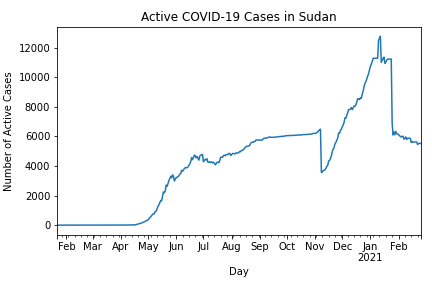 Active COVID-19 Cases in Sudan
Number of Active Cases
12000
10000
8000
6000
4000
2000
0
Feb Mar Apr May Jun Jul Aug Sep Oct Nov Dec Jan Feb
2021
Day